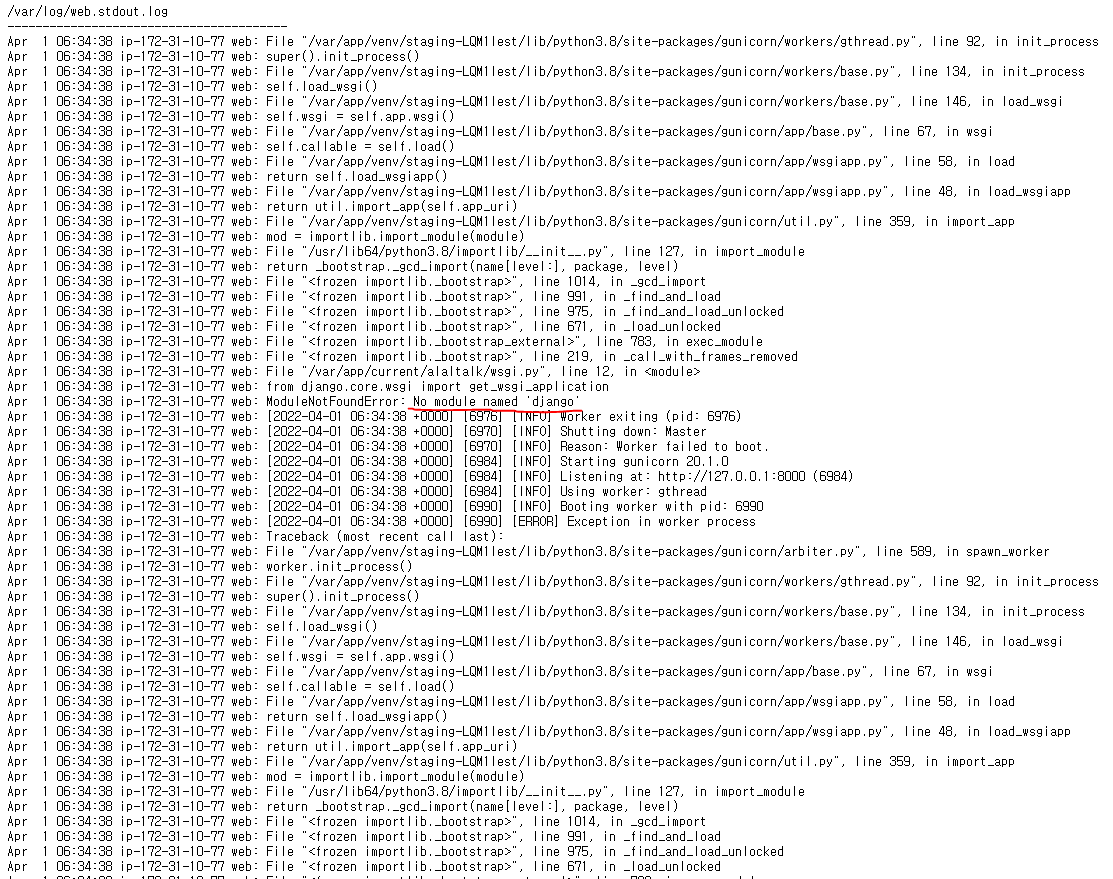 /var/log/web.stdout.log
----------------------------------------
Apr  1 06:34:38 ip-172-31-10-77 web: File "/var/app/venv/staging-LQM1lest/lib/python3.8/site-packages/gunicorn/workers/gthread.py", line 92, in init_process
Apr  1 06:34:38 ip-172-31-10-77 web: super().init_process()
Apr  1 06:34:38 ip-172-31-10-77 web: File "/var/app/venv/staging-LQM1lest/lib/python3.8/site-packages/gunicorn/workers/base.py", line 134, in init_process
Apr  1 06:34:38 ip-172-31-10-77 web: self.load_wsgi()
Apr  1 06:34:38 ip-172-31-10-77 web: File "/var/app/venv/staging-LQM1lest/lib/python3.8/site-packages/gunicorn/workers/base.py", line 146, in load_wsgi
Apr  1 06:34:38 ip-172-31-10-77 web: self.wsgi = self.app.wsgi()
Apr  1 06:34:38 ip-172-31-10-77 web: File "/var/app/venv/staging-LQM1lest/lib/python3.8/site-packages/gunicorn/app/base.py", line 67, in wsgi
Apr  1 06:34:38 ip-172-31-10-77 web: self.callable = self.load()
Apr  1 06:34:38 ip-172-31-10-77 web: File "/var/app/venv/staging-LQM1lest/lib/python3.8/site-packages/gunicorn/app/wsgiapp.py", line 58, in load
Apr  1 06:34:38 ip-172-31-10-77 web: return self.load_wsgiapp()
Apr  1 06:34:38 ip-172-31-10-77 web: File "/var/app/venv/staging-LQM1lest/lib/python3.8/site-packages/gunicorn/app/wsgiapp.py", line 48, in load_wsgiapp
Apr  1 06:34:38 ip-172-31-10-77 web: return util.import_app(self.app_uri)
Apr  1 06:34:38 ip-172-31-10-77 web: File "/var/app/venv/staging-LQM1lest/lib/python3.8/site-packages/gunicorn/util.py", line 359, in import_app
Apr  1 06:34:38 ip-172-31-10-77 web: mod = importlib.import_module(module)
Apr  1 06:34:38 ip-172-31-10-77 web: File "/usr/lib64/python3.8/importlib/__init__.py", line 127, in import_module
Apr  1 06:34:38 ip-172-31-10-77 web: return _bootstrap._gcd_import(name[level:], package, level)
Apr  1 06:34:38 ip-172-31-10-77 web: File "<frozen importlib._bootstrap>", line 1014, in _gcd_import
Apr  1 06:34:38 ip-172-31-10-77 web: File "<frozen importlib._bootstrap>", line 991, in _find_and_load
Apr  1 06:34:38 ip-172-31-10-77 web: File "<frozen importlib._bootstrap>", line 975, in _find_and_load_unlocked
Apr  1 06:34:38 ip-172-31-10-77 web: File "<frozen importlib._bootstrap>", line 671, in _load_unlocked
Apr  1 06:34:38 ip-172-31-10-77 web: File "<frozen importlib._bootstrap_external>", line 783, in exec_module
Apr  1 06:34:38 ip-172-31-10-77 web: File "<frozen importlib._bootstrap>", line 219, in _call_with_frames_removed
Apr  1 06:34:38 ip-172-31-10-77 web: File "/var/app/current/alaltalk/wsgi.py", line 12, in <module>
Apr  1 06:34:38 ip-172-31-10-77 web: from django.core.wsgi import get_wsgi_application
Apr  1 06:34:38 ip-172-31-10-77 web: ModuleNotFoundError: No module named 'django'
Apr  1 06:34:38 ip-172-31-10-77 web: [2022-04-01 06:34:38 +0000] [6976] [INFO] Worker exiting (pid: 6976)
Apr  1 06:34:38 ip-172-31-10-77 web: [2022-04-01 06:34:38 +0000] [6970] [INFO] Shutting down: Master
Apr  1 06:34:38 ip-172-31-10-77 web: [2022-04-01 06:34:38 +0000] [6970] [INFO] Reason: Worker failed to boot.
Apr  1 06:34:38 ip-172-31-10-77 web: [2022-04-01 06:34:38 +0000] [6984] [INFO] Starting gunicorn 20.1.0
Apr  1 06:34:38 ip-172-31-10-77 web: [2022-04-01 06:34:38 +0000] [6984] [INFO] Listening at: http://127.0.0.1:8000 (6984)
Apr  1 06:34:38 ip-172-31-10-77 web: [2022-04-01 06:34:38 +0000] [6984] [INFO] Using worker: gthread
Apr  1 06:34:38 ip-172-31-10-77 web: [2022-04-01 06:34:38 +0000] [6990] [INFO] Booting worker with pid: 6990
Apr  1 06:34:38 ip-172-31-10-77 web: [2022-04-01 06:34:38 +0000] [6990] [ERROR] Exception in worker process
Apr  1 06:34:38 ip-172-31-10-77 web: Traceback (most recent call last):
Apr  1 06:34:38 ip-172-31-10-77 web: File "/var/app/venv/staging-LQM1lest/lib/python3.8/site-packages/gunicorn/arbiter.py", line 589, in spawn_worker
Apr  1 06:34:38 ip-172-31-10-77 web: worker.init_process()
Apr  1 06:34:38 ip-172-31-10-77 web: File "/var/app/venv/staging-LQM1lest/lib/python3.8/site-packages/gunicorn/workers/gthread.py", line 92, in init_process
Apr  1 06:34:38 ip-172-31-10-77 web: super().init_process()
Apr  1 06:34:38 ip-172-31-10-77 web: File "/var/app/venv/staging-LQM1lest/lib/python3.8/site-packages/gunicorn/workers/base.py", line 134, in init_process
Apr  1 06:34:38 ip-172-31-10-77 web: self.load_wsgi()
Apr  1 06:34:38 ip-172-31-10-77 web: File "/var/app/venv/staging-LQM1lest/lib/python3.8/site-packages/gunicorn/workers/base.py", line 146, in load_wsgi
Apr  1 06:34:38 ip-172-31-10-77 web: self.wsgi = self.app.wsgi()
Apr  1 06:34:38 ip-172-31-10-77 web: File "/var/app/venv/staging-LQM1lest/lib/python3.8/site-packages/gunicorn/app/base.py", line 67, in wsgi
Apr  1 06:34:38 ip-172-31-10-77 web: self.callable = self.load()
Apr  1 06:34:38 ip-172-31-10-77 web: File "/var/app/venv/staging-LQM1lest/lib/python3.8/site-packages/gunicorn/app/wsgiapp.py", line 58, in load
Apr  1 06:34:38 ip-172-31-10-77 web: return self.load_wsgiapp()
Apr  1 06:34:38 ip-172-31-10-77 web: File "/var/app/venv/staging-LQM1lest/lib/python3.8/site-packages/gunicorn/app/wsgiapp.py", line 48, in load_wsgiapp
Apr  1 06:34:38 ip-172-31-10-77 web: return util.import_app(self.app_uri)
Apr  1 06:34:38 ip-172-31-10-77 web: File "/var/app/venv/staging-LQM1lest/lib/python3.8/site-packages/gunicorn/util.py", line 359, in import_app
Apr  1 06:34:38 ip-172-31-10-77 web: mod = importlib.import_module(module)
Apr  1 06:34:38 ip-172-31-10-77 web: File "/usr/lib64/python3.8/importlib/__init__.py", line 127, in import_module
Apr  1 06:34:38 ip-172-31-10-77 web: return _bootstrap._gcd_import(name[level:], package, level)
Apr  1 06:34:38 ip-172-31-10-77 web: File "<frozen importlib._bootstrap>", line 1014, in _gcd_import
Apr  1 06:34:38 ip-172-31-10-77 web: File "<frozen importlib._bootstrap>", line 991, in _find_and_load
Apr  1 06:34:38 ip-172-31-10-77 web: File "<frozen importlib._bootstrap>", line 975, in _find_and_load_unlocked
Apr  1 06:34:38 ip-172-31-10-77 web: File "<frozen importlib._bootstrap>", line 671, in _load_unlocked